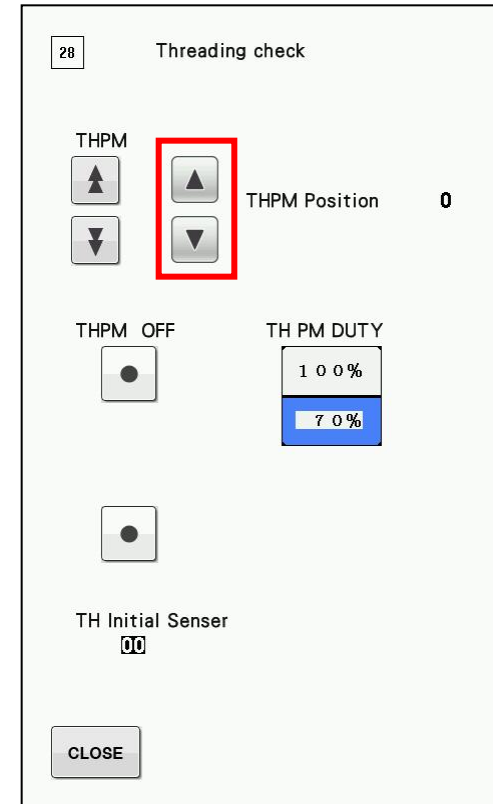 28 Threading check
THPM
THPM Position 0
THPM OFF TH PM DUTY
１００%
７０%
TH Initial Senser
00
CLOSE